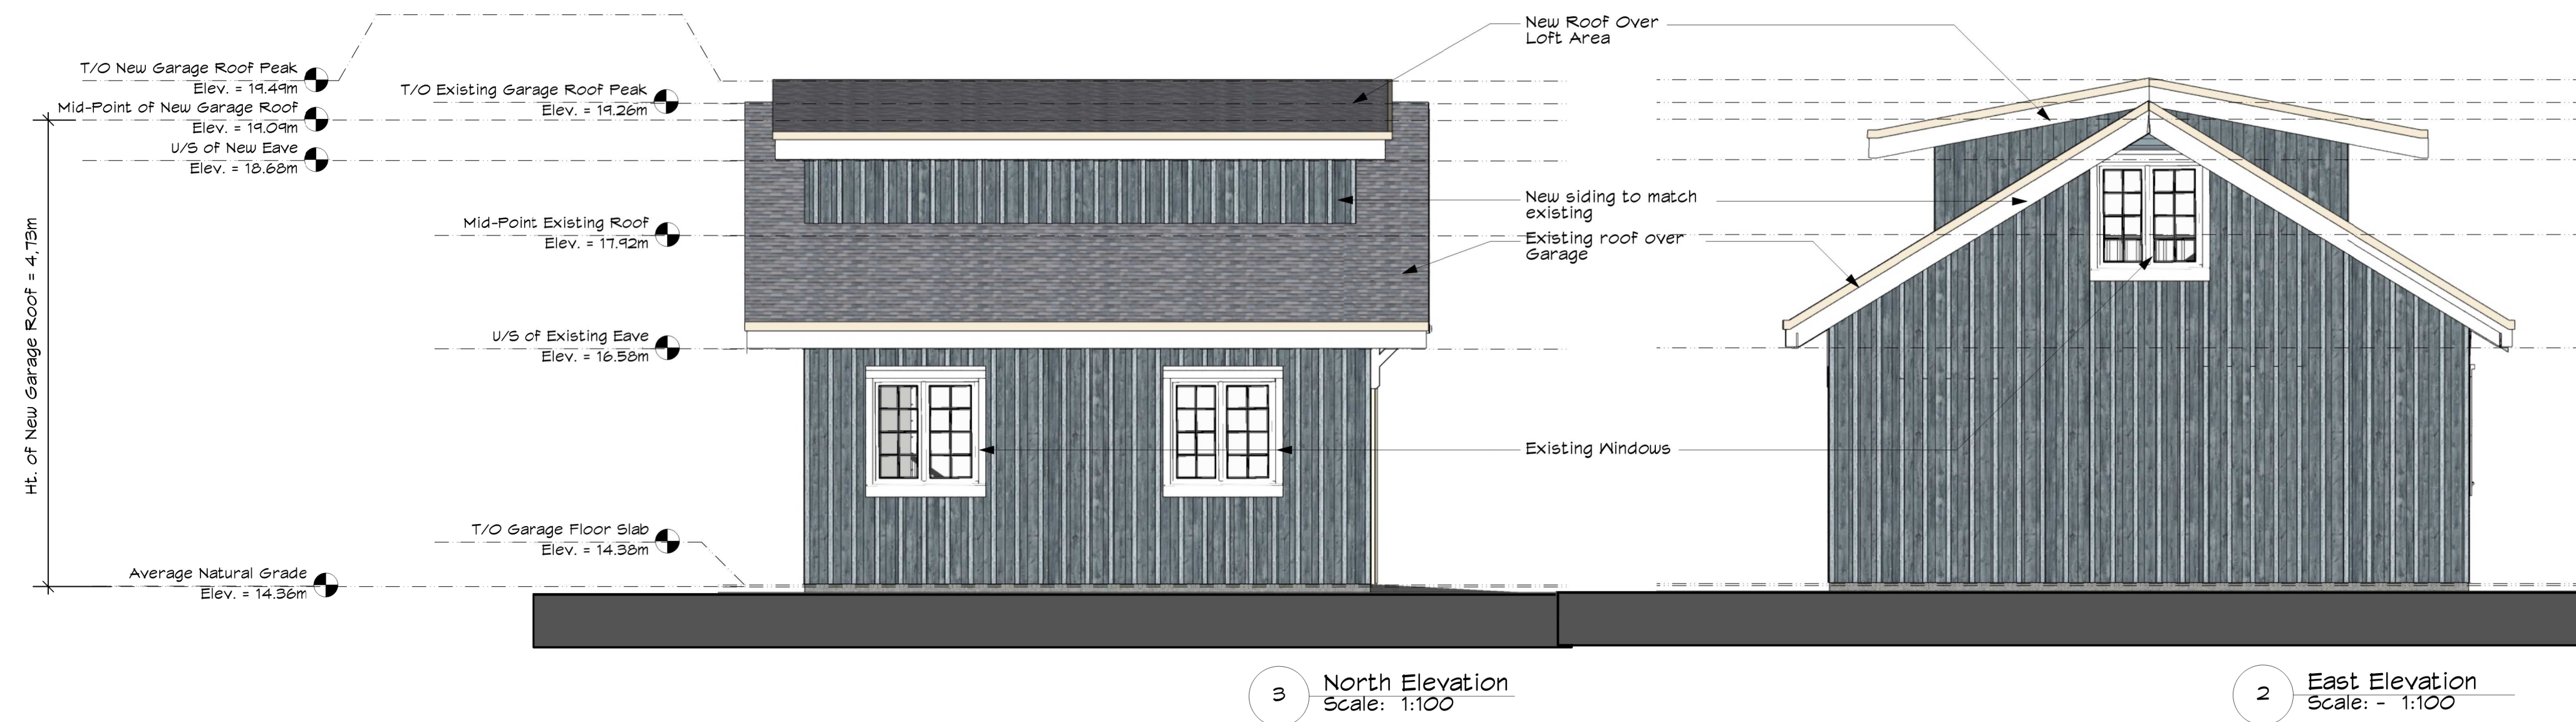 T/O New Garage Roof Peak
Elev. = 19.49m
Mid-Point of New Garage Roof
Elev. = 19.09m
U/S of New Eave
Elev. = 18.68m
Ht. of New Garage Roof = 4,73m
Average Natural Grade
Elev. = 14.36m
T/O Existing Garage Roof Peak
Elev. = 19.26m
Mid-Point Existing Roof
Elev. = 17.92m
U/S of Existing Eave
Elev. = 16.58m
T/O Garage Floor Slab
Elev. = 14.38m
New Roof Over
Loft Area
New siding to match
existing
Existing roof over
Garage
Existing Windows
3
North Elevation
Scale: 1:100
2
East Elevation
Scale: - 1:100